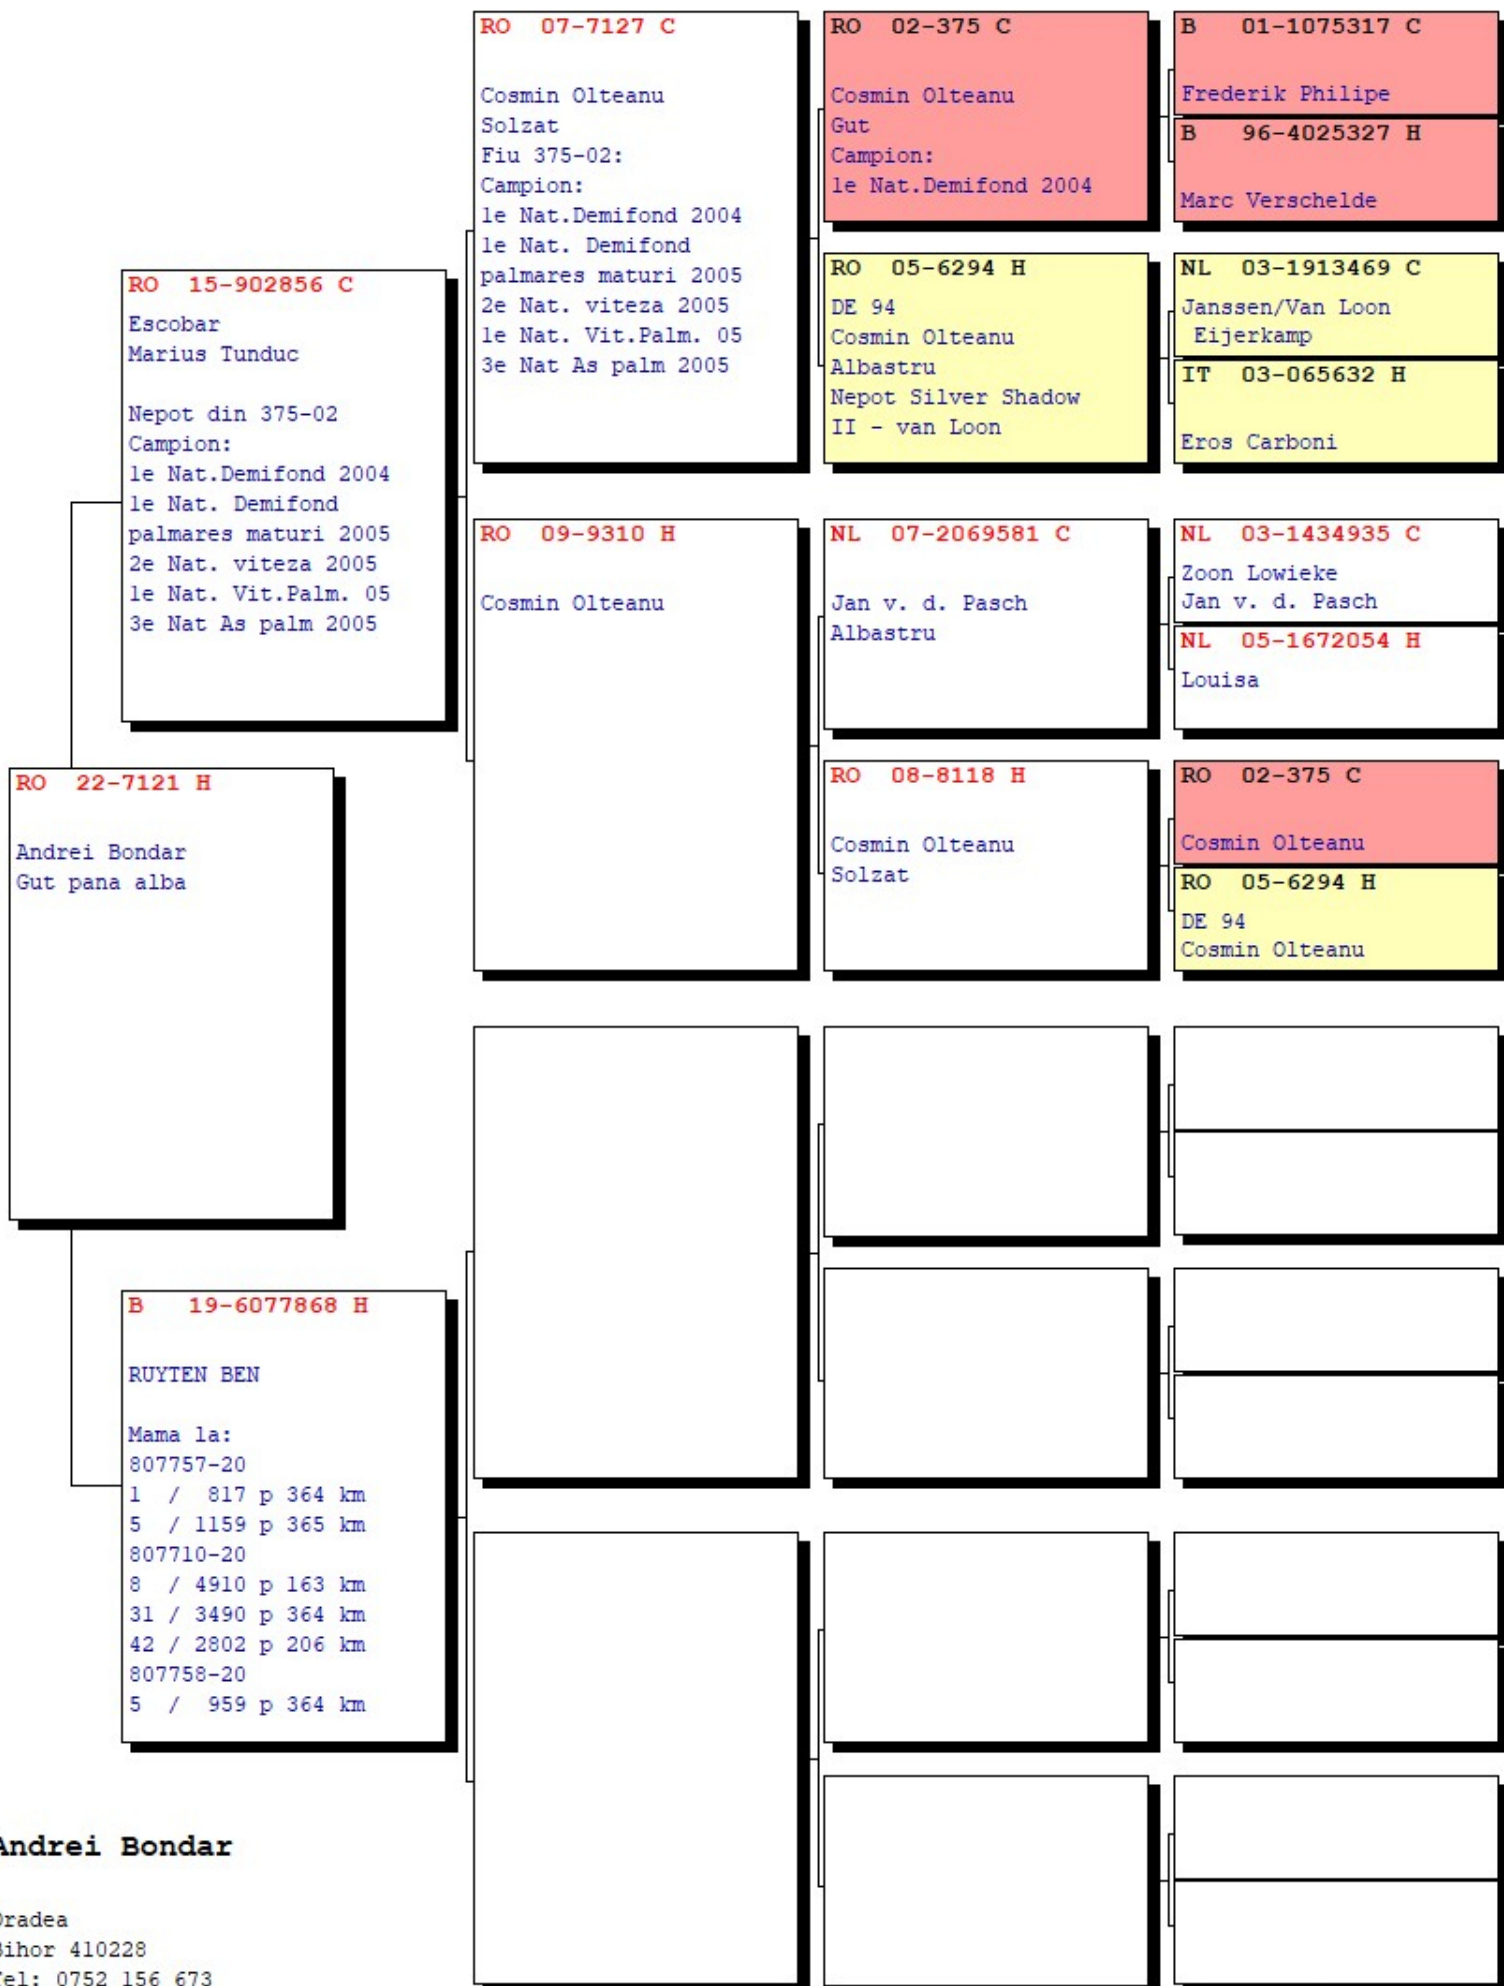 RO 07-7127 C
Cosmin Olteanu
Solzat
Fiu 375-02:
Campion:
1e Nat.Demifond 2004
1e Nat. Demifond
palmares maturi 2005
2e Nat. viteza 2005
1e Nat. Vit.Palm. 05
3e Nat As palm 2005
RO 02-375 C
Cosmin Olteanu
Gut
Campion:
1e Nat.Demifond 2004
B 01-1075317 C
Frederik Philipe
B 96-4025327 H
Marc Verschelde
RO 05-6294 H
DE 94
Cosmin Olteanu
Albastru
Nepot Silver Shadow
II - van Loon
NL 03-1913469 C
Janssen/Van Loon
Eijerkamp
IT 03-065632 H
Eros Carboni
RO 15-902856 C
Escobar
Marius Tunduc
Nepot din 375-02
Campion:
1e Nat.Demifond 2004
1e Nat. Demifond
palmares maturi 2005
2e Nat. viteza 2005
1e Nat. Vit.Palm. 05
3e Nat As palm 2005
RO 09-9310 H
Cosmin Olteanu
NL 07-2069581 C
Jan v. d. Pasch
Albastru
NL 03-1434935 C
Zoon Lowieke
Jan v. d. Pasch
NL 05-1672054 H
Louisa
RO 08-8118 H
Cosmin Olteanu
Solzat
RO 02-375 C
Cosmin Olteanu
RO 05-6294 H
DE 94
Cosmin Olteanu
RO 22-7121 H
Andrei Bondar
Gut pana alba
B 19-6077868 H
RUYTEN BEN
Mama la:
807757-20
1 / 817 p 364 km
5 / 1159 p 365 km
807710-20
8 / 4910 p 163 km
31 / 3490 p 364 km
42 / 2802 p 206 km
807758-20
5 / 959 p 364 km
Andrei Bondar
Oradea
Bihor 410228
Tel: 0752 156 673